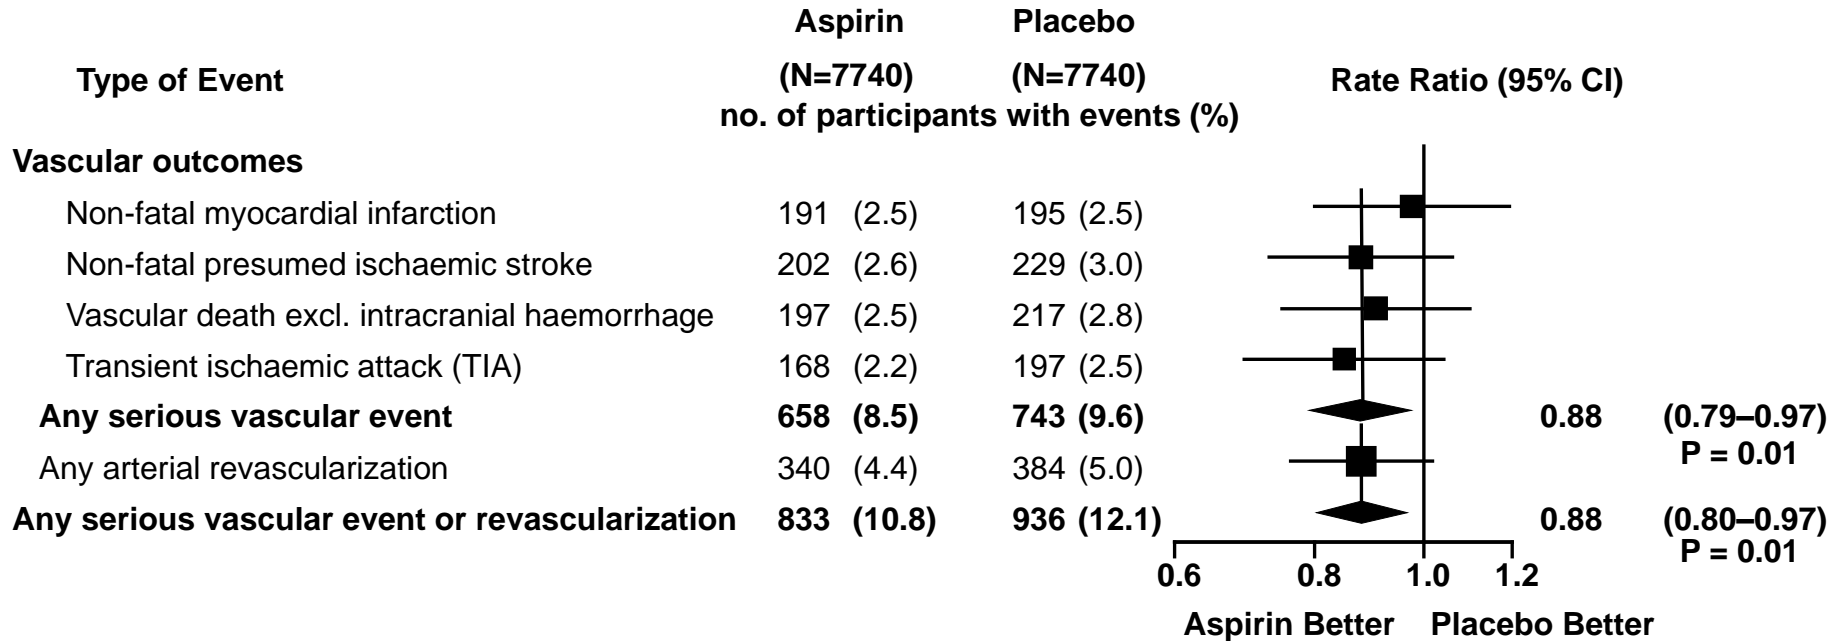 Aspirin Placebo
Type of Event (N=7740) (N=7740) Rate Ratio (95% CI)
no. of participants with events (%)
Vascular outcomes
Non-fatal myocardial infarction 191 (2.5) 195 (2.5)
Non-fatal presumed ischaemic stroke 202 (2.6) 229 (3.0)
Vascular death excl. intracranial haemorrhage 197 (2.5) 217 (2.8)
Transient ischaemic attack (TIA) 168 (2.2) 197 (2.5)
Any serious vascular event 658 (8.5) 743 (9.6) 0.88 (0.79–0.97)
P = 0.01
Any arterial revascularization 340 (4.4) 384 (5.0)
Any serious vascular event or revascularization 833 (10.8) 936 (12.1) 0.88 (0.80–0.97)
P = 0.01
0.6 0.8 1.0 1.2
Aspirin Better Placebo Better